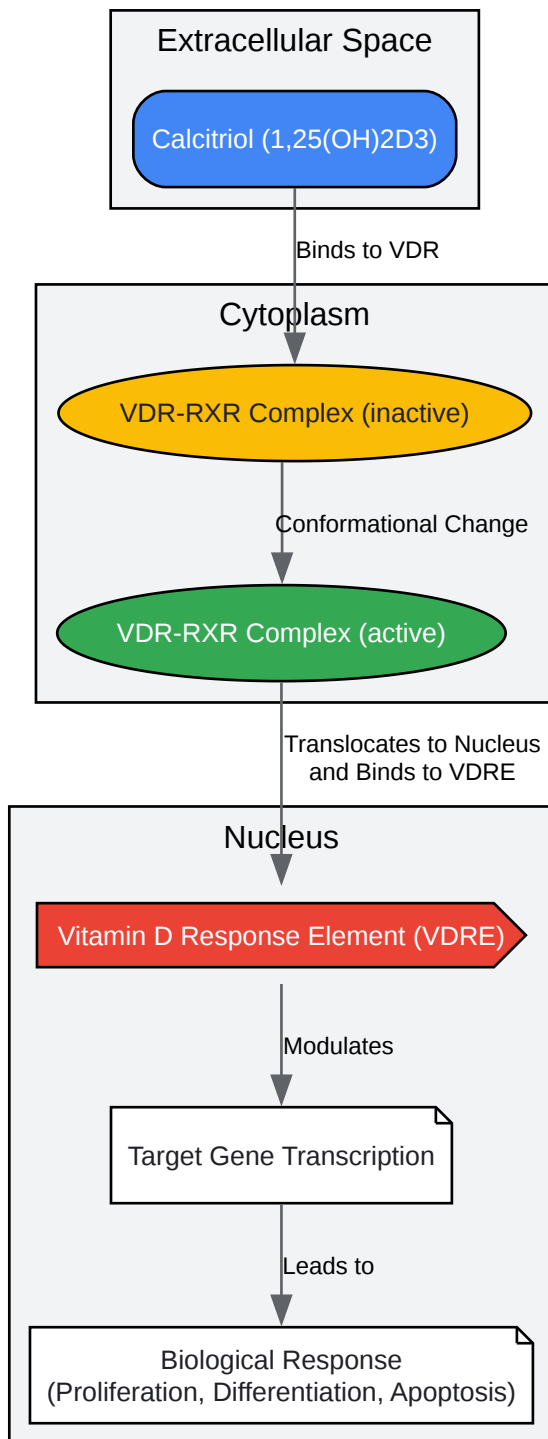 Extracellular Space
Calcitriol (1,25(OH)2D3)
Binds to VDR
Cytoplasm
VDR-RXR Complex (inactive)
Conformational Change
VDR-RXR Complex (active)
Translocates to Nucleus
and Binds to VDRE
Nucleus
Vitamin D Response Element (VDRE)
Modulates
Target Gene Transcription
Leads to
Biological Response
(Proliferation, Differentiation, Apoptosis)